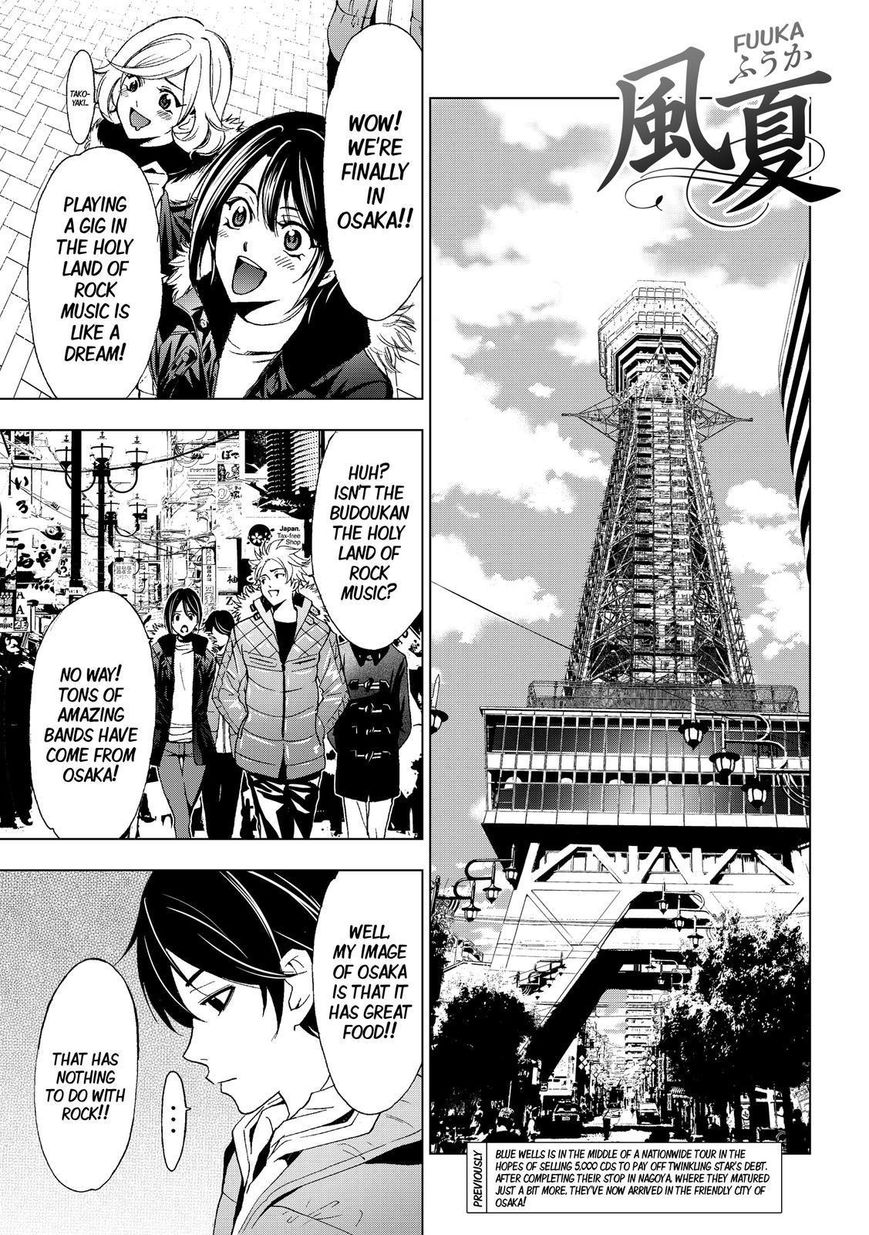 FUUKA
ふうか
風夏
WOW!
WE'RE
FINALLY
IN
OSAKA!!
TAKO-
YAKI...
PLAYING
A GIG IN
THE HOLY
LAND OF
ROCK
MUSIC IS
LIKE A
DREAM!
HUH?
ISN'T THE
BUDOUKAN
THE HOLY
LAND OF
ROCK
MUSIC?
Japan.
Tax-free
Shop
いろ
NO WAY!
TONS OF
AMAZING
BANDS HAVE
COME FROM
OSAKA!
WELL,
MY IMAGE
OF OSAKA
IS THAT IT
HAS GREAT
FOOD!!
THAT HAS
NOTHING
TO DO WITH
ROCK!!
...
PREVIOUSLY
BLUE WELLS IS IN THE MIDDLE OF A NATIONWIDE TOUR IN THE
HOPES OF SELLING 5,000 CDS TO PAY OFF TWINKLING STAR'S DEBT.
AFTER COMPLETING THEIR STOP IN NAGOYA, WHERE THEY MATURED
JUST A BIT MORE, THEY'VE NOW ARRIVED IN THE FRIENDLY CITY OF
OSAKA!